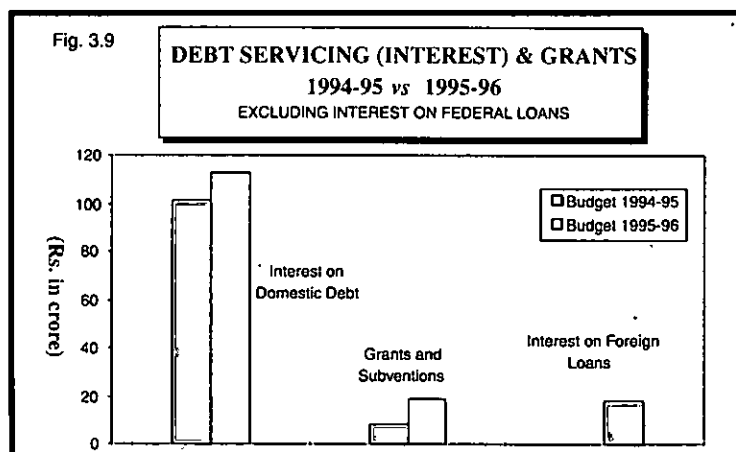 Fig. 3.9
DEBT SERVICING (INTEREST) & GRANTS
1994-95 vs 1995-96
EXCLUDING INTEREST ON FEDERAL LOANS
120
100
80
60
40
20
0
(Rs. in crore)
Budget 1994-95
Budget 1995-96
Interest on
Domestic Debt
Grants and
Subventions
Interest on Foreign
Loans